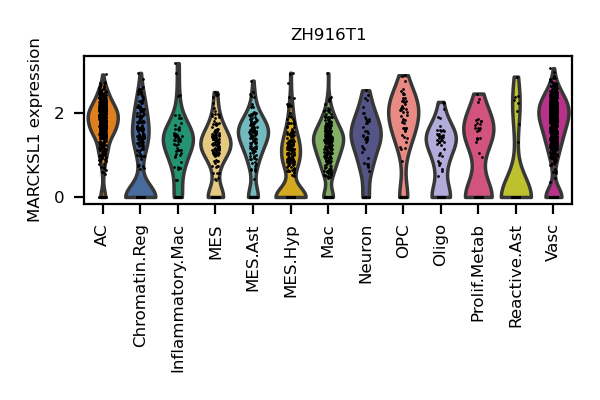 ZH916T1
MARCKSL1 expression
2
0
AC
Chromatin.Reg
Inflammatory.Mac
MES
MES.Ast
MES.Hyp
Mac
Neuron
OPC
Oligo
Prolif.Metab
Reactive.Ast
Vasc